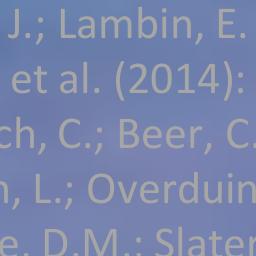 J.; Lambin, E.
et al. (2014):
ch, C.; Beer, C.
n, L.; Overduin
e, D.M.; Slater